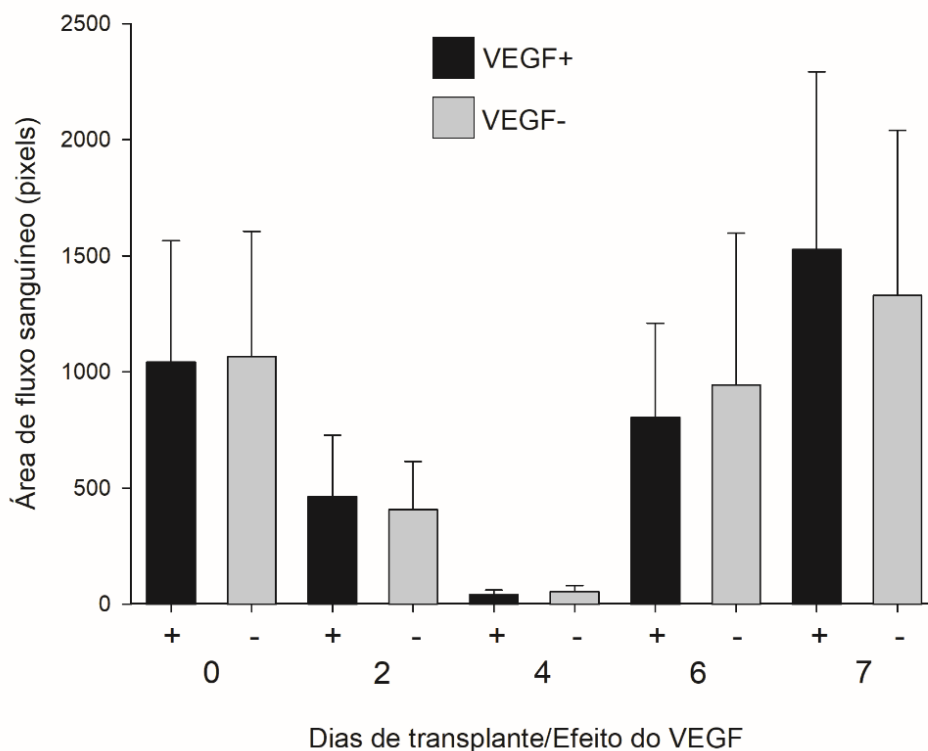 2500
2000
1500
1000
500
0
Área de fluxo sanguíneo (pixels)
VEGF+
VEGF-
+ - + - + - + - + -
0 2 4 6 7
Dias de transplante/Efeito do VEGF